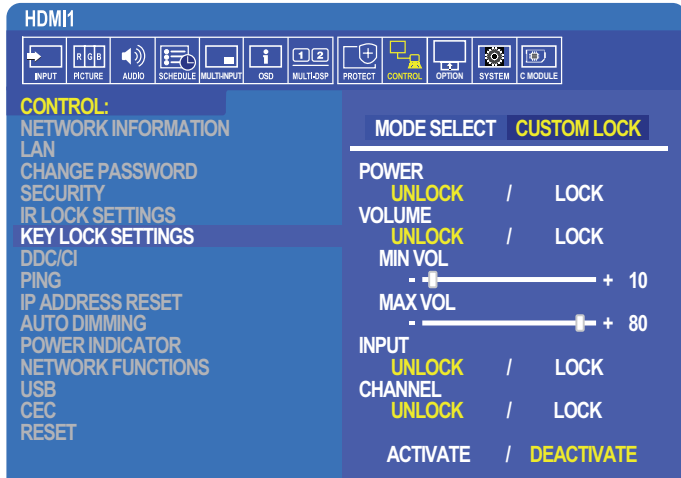 HDMI1
R G B
1 2
INPUT PICTURE AUDIO SCHEDULE MULTI-INPUT OSD MULTI-DSP PROTECT CONTROL OPTION SYSTEM C MODULE
CONTROL:
NETWORK INFORMATION
LAN
CHANGE PASSWORD
SECURITY
IR LOCK SETTINGS
KEY LOCK SETTINGS
DDC/CI
PING
IP ADDRESS RESET
AUTO DIMMING
POWER INDICATOR
NETWORK FUNCTIONS
USB
CEC
RESET
MODE SELECT CUSTOM LOCK
POWER
UNLOCK / LOCK
VOLUME
UNLOCK / LOCK
MIN VOL
- + 10
MAX VOL
- + 80
INPUT
UNLOCK / LOCK
CHANNEL
UNLOCK / LOCK
ACTIVATE / DEACTIVATE